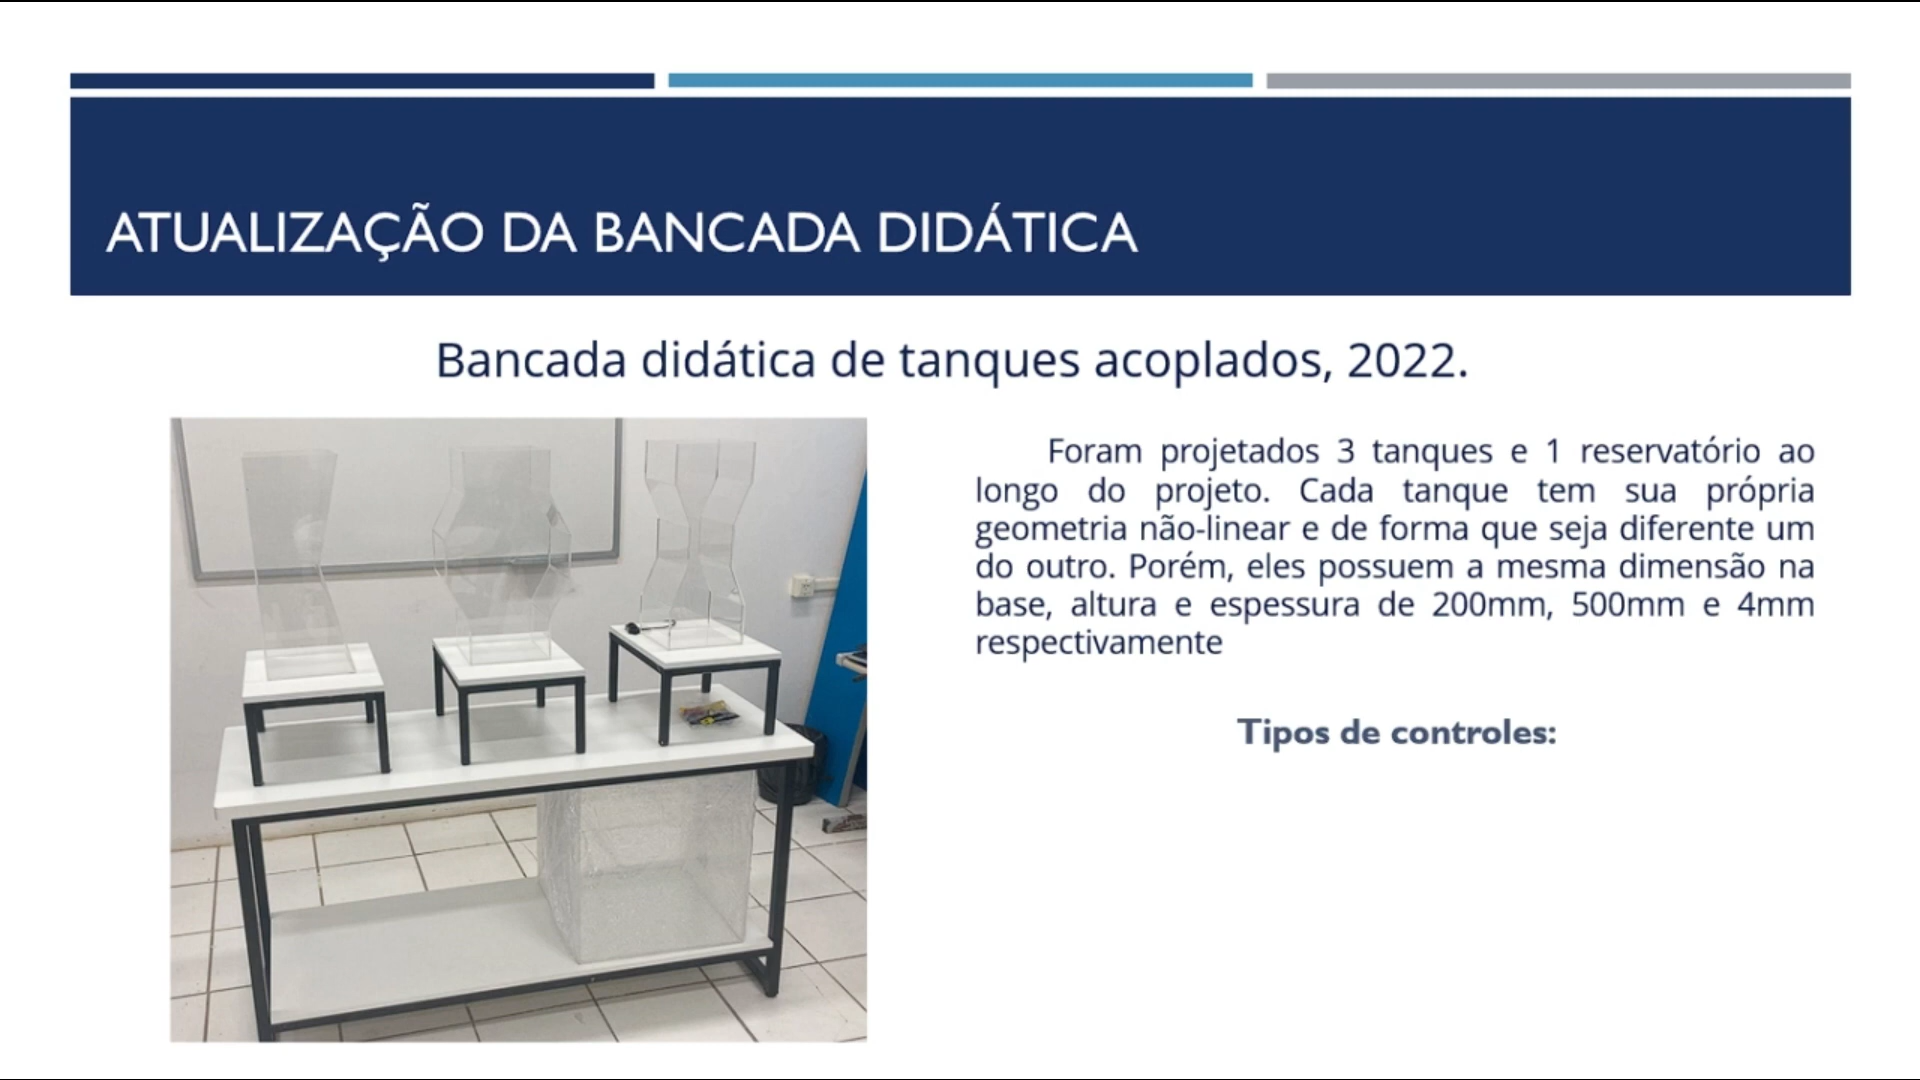 ATUALIZAÇÃO DA BANCADA DIDÁTICA
Bancada didática de tanques acoplados, 2022.
Foram projetados 3 tanques e 1 reservatório ao
longo do projeto. Cada tanque tem sua própria
geometria não-linear e de forma que seja diferente um
do outro. Porém, eles possuem a mesma dimensão na
base, altura e espessura de 200mm, 500mm e 4mm
respectivamente
Tipos de controles: